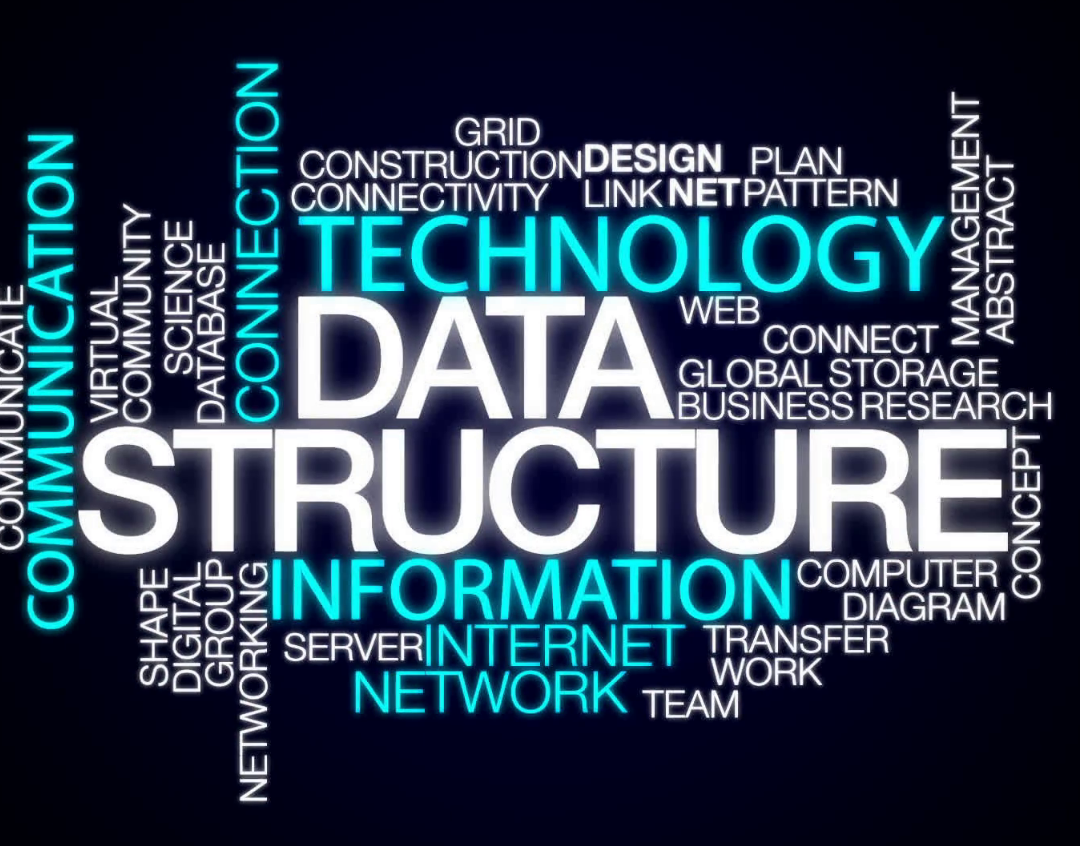 COMMUNICATE
COMMUNICATION
VIRTUAL
COMMUNITY
SCIENCE
DATABASE
CONNECTION
GRID
CONSTRUCTION DESIGN PLAN
CONNECTIVITY LINK NET PATTERN
TECHNOLOGY
MANAGEMENT
ABSTRACT
DATA
WEB
CONNECT
GLOBAL STORAGE
BUSINESS RESEARCH
STRUCTURE
CONCEPT
SHAPE
DIGITAL
GROUP
NETWORKING
INFORMATION
COMPUTER
DIAGRAM
SERVER INTERNET TRANSFER
NETWORK
WORK
TEAM